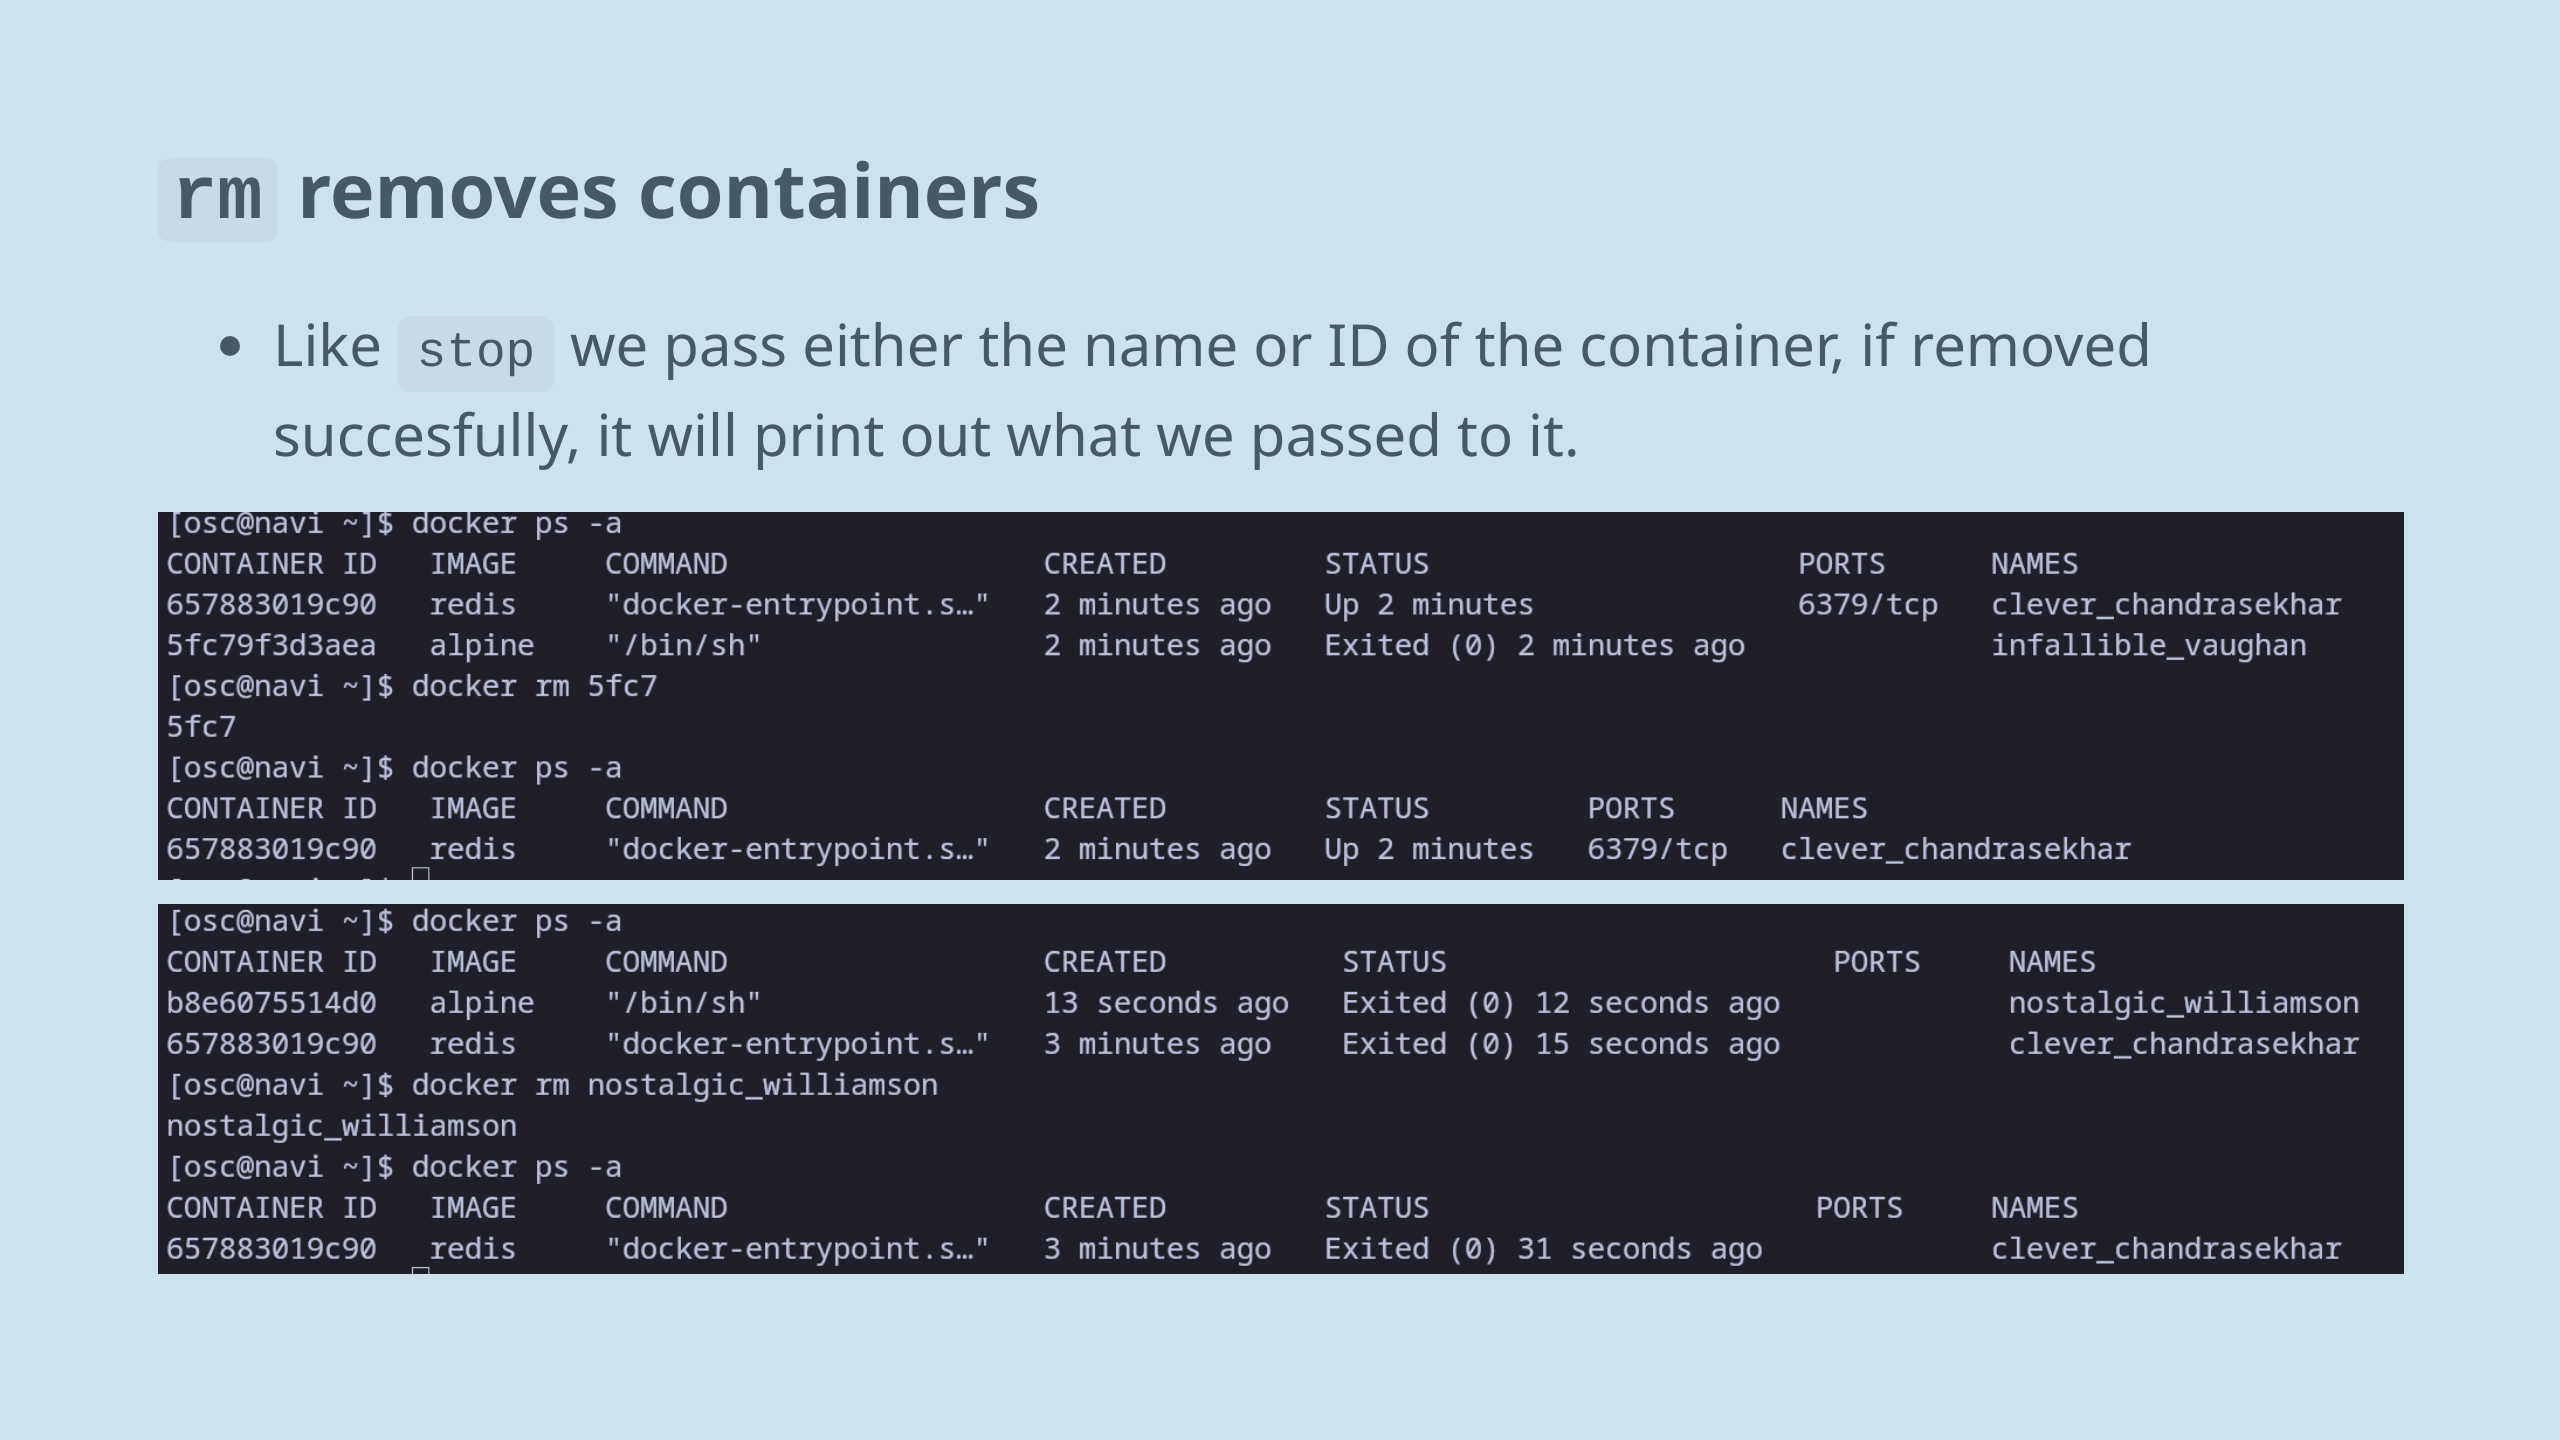 rm removes containers
• Like stop we pass either the name or ID of the container, if removed
succesfully, it will print out what we passed to it.
[osc@navi ~]$ docker ps -a
CONTAINER ID   IMAGE     COMMAND                  CREATED         STATUS                     PORTS      NAMES
657883019c90   redis     "docker-entrypoint.s…"   2 minutes ago   Up 2 minutes               6379/tcp   clever_chandrasekhar
5fc79f3d3aea   alpine    "/bin/sh"                2 minutes ago   Exited (0) 2 minutes ago              infallible_vaughan
[osc@navi ~]$ docker rm 5fc7
5fc7
[osc@navi ~]$ docker ps -a
CONTAINER ID   IMAGE     COMMAND                  CREATED         STATUS         PORTS      NAMES
657883019c90   redis     "docker-entrypoint.s…"   2 minutes ago   Up 2 minutes   6379/tcp   clever_chandrasekhar
[osc@navi ~]$ docker ps -a
CONTAINER ID   IMAGE     COMMAND                  CREATED          STATUS                      PORTS     NAMES
b8e6075514d0   alpine    "/bin/sh"                13 seconds ago   Exited (0) 12 seconds ago             nostalgic_williamson
657883019c90   redis     "docker-entrypoint.s…"   3 minutes ago    Exited (0) 15 seconds ago             clever_chandrasekhar
[osc@navi ~]$ docker rm nostalgic_williamson
nostalgic_williamson
[osc@navi ~]$ docker ps -a
CONTAINER ID   IMAGE     COMMAND                  CREATED         STATUS                      PORTS     NAMES
657883019c90   redis     "docker-entrypoint.s…"   3 minutes ago   Exited (0) 31 seconds ago             clever_chandrasekhar